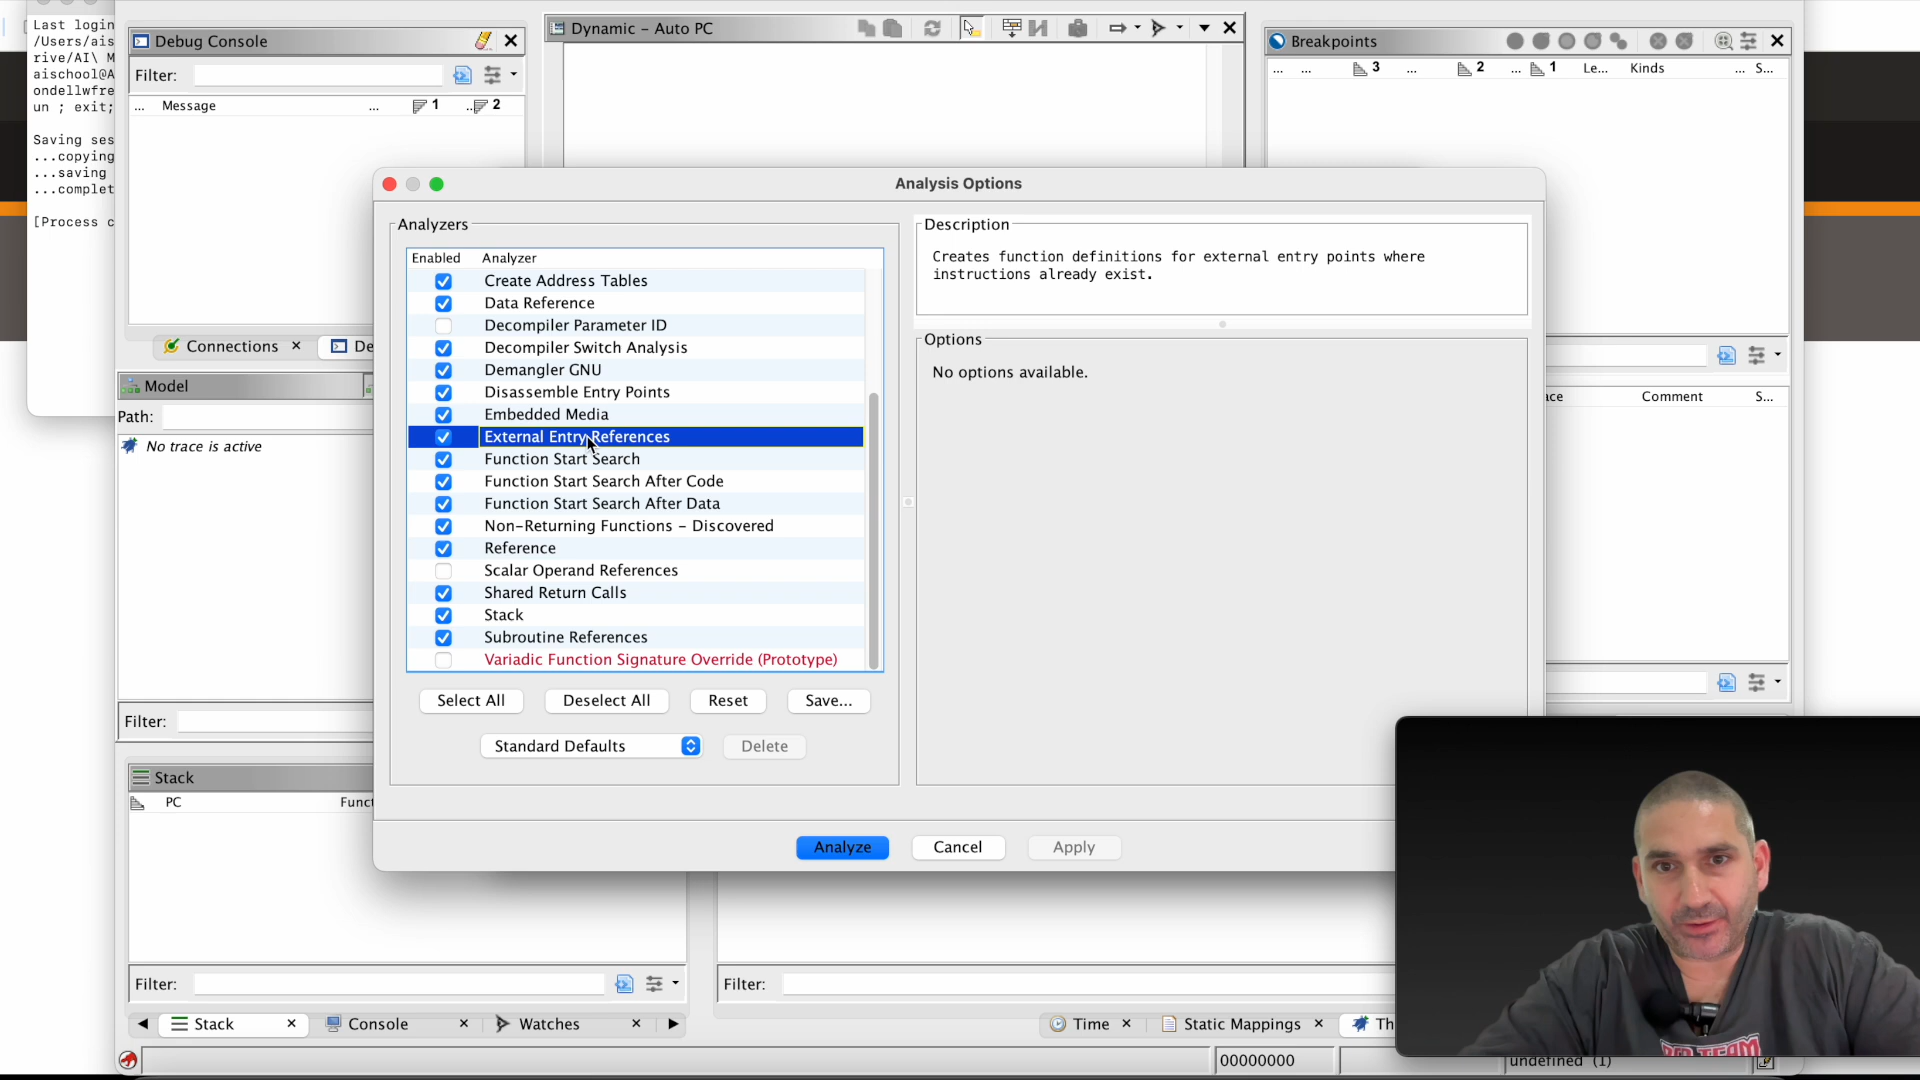 Last login
/Users/ais
rive/AI\ M
aischool@A
ondellwfre
un ; exit;
Saving ses
...copying
...saving
...complet
[Process c
Debug Console
Filter:
... Message ... 1 .. 2
Connections
De
Model
Path:
No trace is active
Filter:
Stack
PC Funct
Filter:
Stack
Console
Watches
Dynamic – Auto PC
Breakpoints
... ... 3 ... 2 ... 1 Le... Kinds ... S...
ace Comment S...
Analysis Options
Analyzers
Enabled Analyzer
Create Address Tables
Data Reference
Decompiler Parameter ID
Decompiler Switch Analysis
Demangler GNU
Disassemble Entry Points
Embedded Media
External Entry References
Function Start Search
Function Start Search After Code
Function Start Search After Data
Non-Returning Functions – Discovered
Reference
Scalar Operand References
Shared Return Calls
Stack
Subroutine References
Variadic Function Signature Override (Prototype)
Select All
Deselect All
Reset
Save...
Standard Defaults
Delete
Description
Creates function definitions for external entry points where
instructions already exist.
Options
No options available.
Analyze
Cancel
Apply
Filter:
Time
Static Mappings
Th
00000000
undefined (1)
RED TEAM